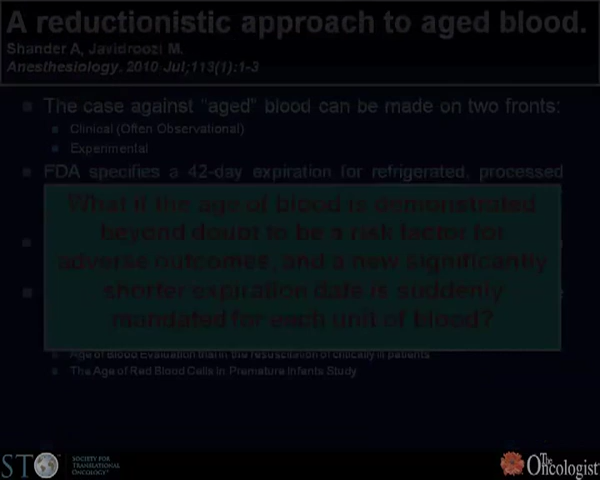 A reductionistic approach to aged blood.
Shander A, Javidroozi M.
Anesthesiology. 2010 Jul;113(1):1-3
The case against "aged" blood can be made on two fronts:
Clinical (Often Observational)
Experimental
FDA specifies a 42-day expiration for refrigerated, processed
What if the age of blood is demonstrated
beyond doubt to be a risk factor for
adverse outcomes, and a new significantly
shorter expiration date is suddenly
mandated for each unit of blood?
Age of Blood Evaluation trial in the resuscitation of critically ill patients
The Age of Red Blood Cells in Premature Infants Study
SOCIETY FOR
TRANSLATIONAL
ONCOLOGY
The
Oncologist